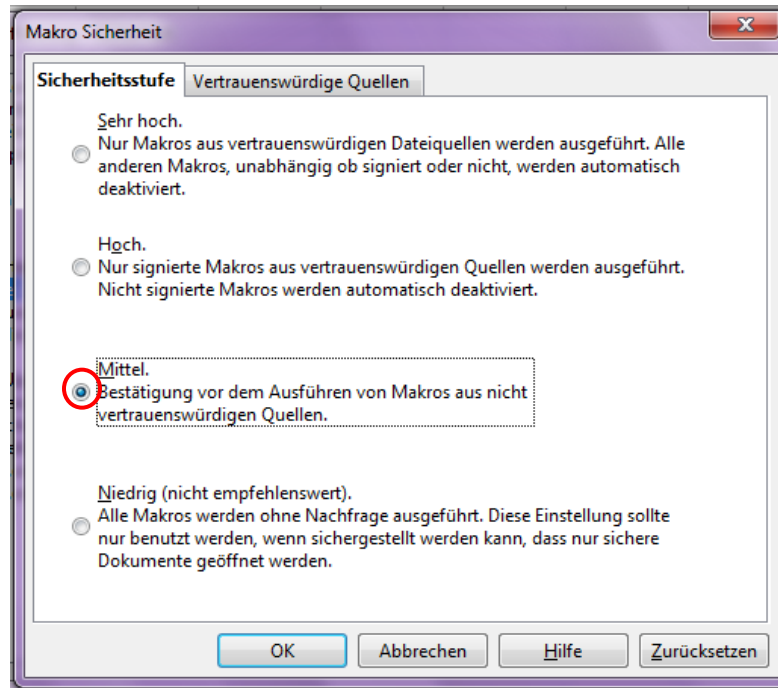 Makro Sicherheit
Sicherheitsstufe
Vertrauenswürdige Quellen
Sehr hoch.
Nur Makros aus vertrauenswürdigen Dateiquellen werden ausgeführt. Alle
anderen Makros, unabhängig ob signiert oder nicht, werden automatisch
deaktiviert.
Hoch.
Nur signierte Makros aus vertrauenswürdigen Quellen werden ausgeführt.
Nicht signierte Makros werden automatisch deaktiviert.
Mittel.
Bestätigung vor dem Ausführen von Makros aus nicht
vertrauenswürdigen Quellen.
Niedrig (nicht empfehlenswert).
Alle Makros werden ohne Nachfrage ausgeführt. Diese Einstellung sollte
nur benutzt werden, wenn sichergestellt werden kann, dass nur sichere
Dokumente geöffnet werden.
OK
Abbrechen
Hilfe
Zurücksetzen